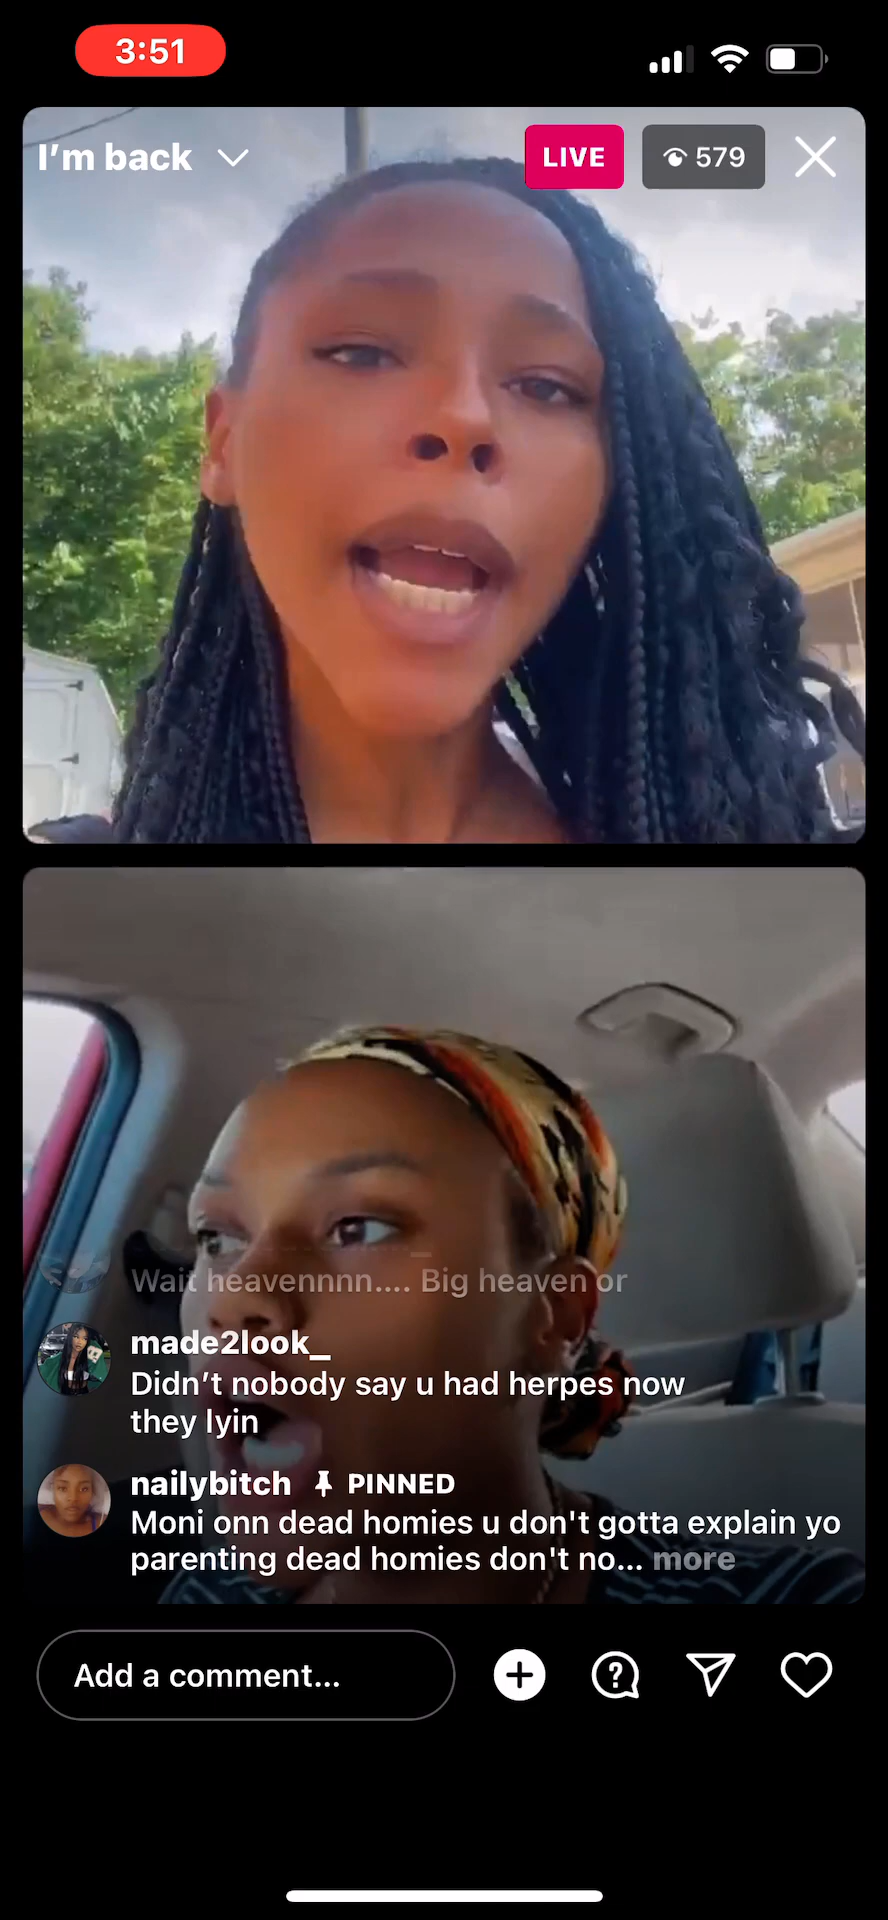 3:51
I’m back
LIVE
579
Wait heavennnn.... Big heaven or
made2look_
Didn’t nobody say u had herpes now
they lyin
nailybitch PINNED
Moni onn dead homies u don't gotta explain yo
parenting dead homies don't no... more
Add a comment...